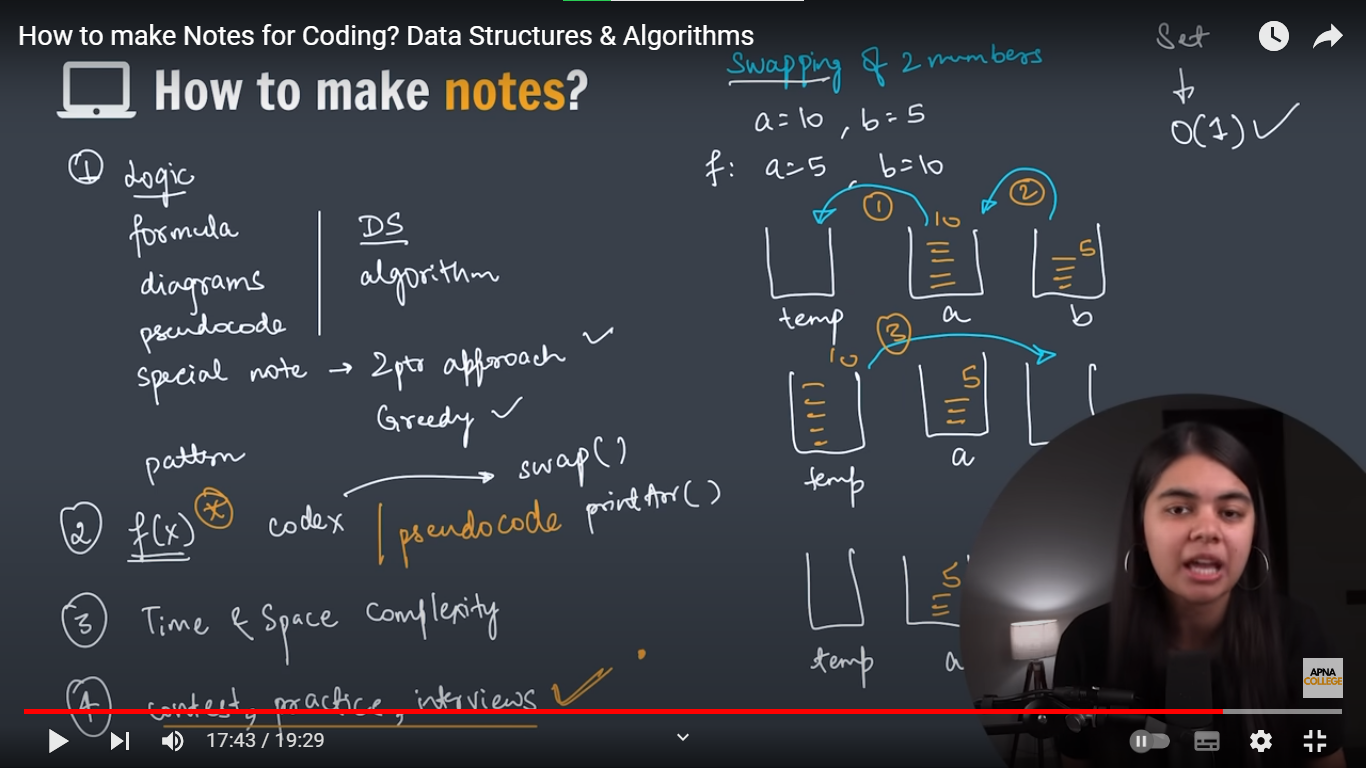 How to make Notes for Coding? Data Structures & Algorithms
How to make notes?
① Logic
formula
diagrams
pseudocode
DS
algorithm
special note → 2ptr approach ✓
Greedy ✓
pattern
② f(x) * codex → swap()
| pseudocode printArr()
③ Time & Space complexity
④ contest, practice, interviews ✓
Swapping of 2 numbers
a=10, b=5
f: a=5, b=10
① ②
10 5
temp a b
③
10 5
temp a
5
temp a
Set
O(1) ✓
APNA
COLLEGE
17:43 / 19:29